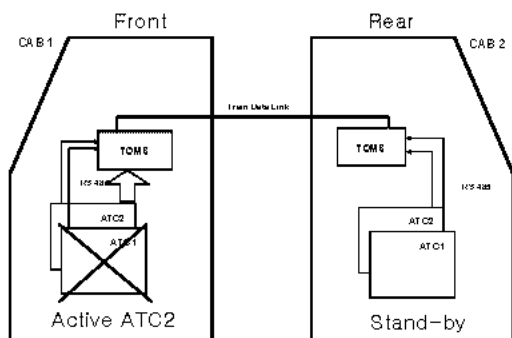 Front
Rear
CAB 1
CAB 2
Train Data Link
TCMS
TCMS
RS 485
RS 485
ATC2
ATC1
ATC2
ATC1
Active ATC2
Stand-by